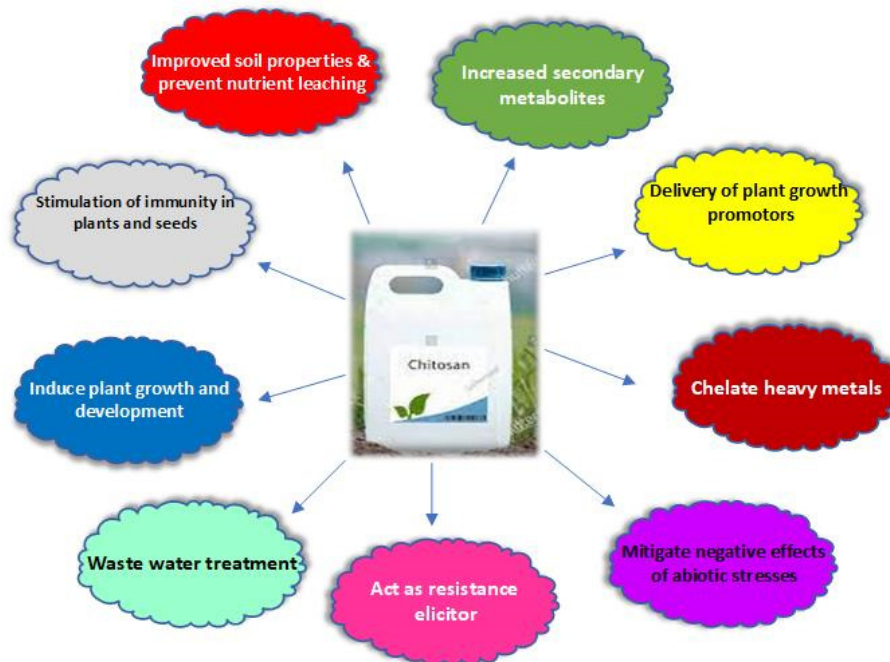 Improved soil properties &
prevent nutrient leaching
Increased secondary
metabolites
Stimulation of immunity in
plants and seeds
Delivery of plant growth
promotors
Chitosan
Induce plant growth and
development
Chelate heavy metals
Waste water treatment
Act as resistance
elicitor
Mitigate negative effects
of abiotic stresses